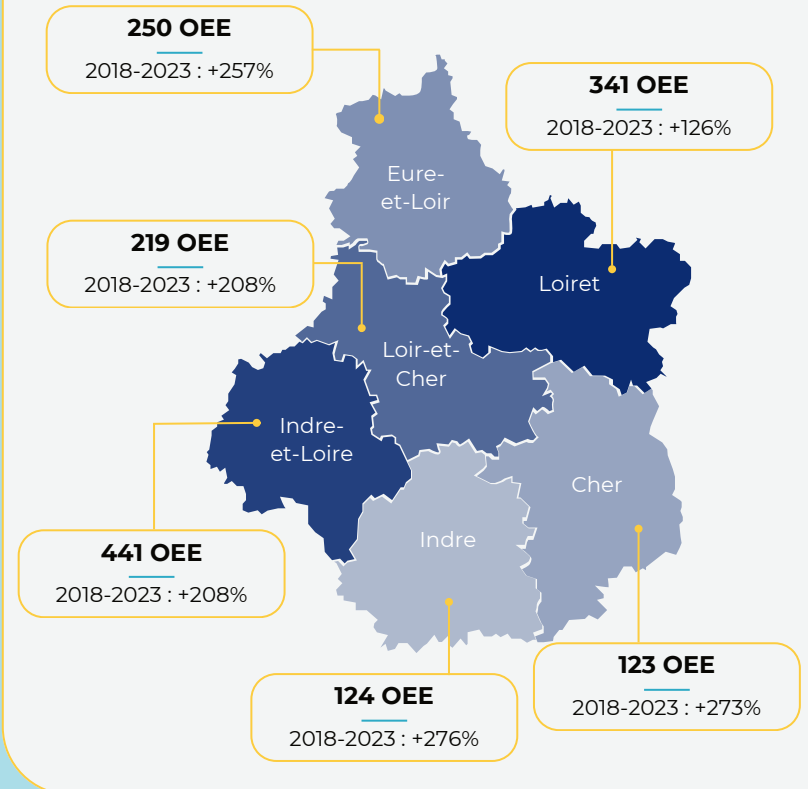 250 OEE
2018-2023 : +257%
341 OEE
2018-2023 : +126%
Eure-
et-Loir
219 OEE
2018-2023 : +208%
Loiret
Loir-et-
Cher
Indre-
et-Loire
Cher
Indre
441 OEE
2018-2023 : +208%
123 OEE
2018-2023 : +273%
124 OEE
2018-2023 : +276%